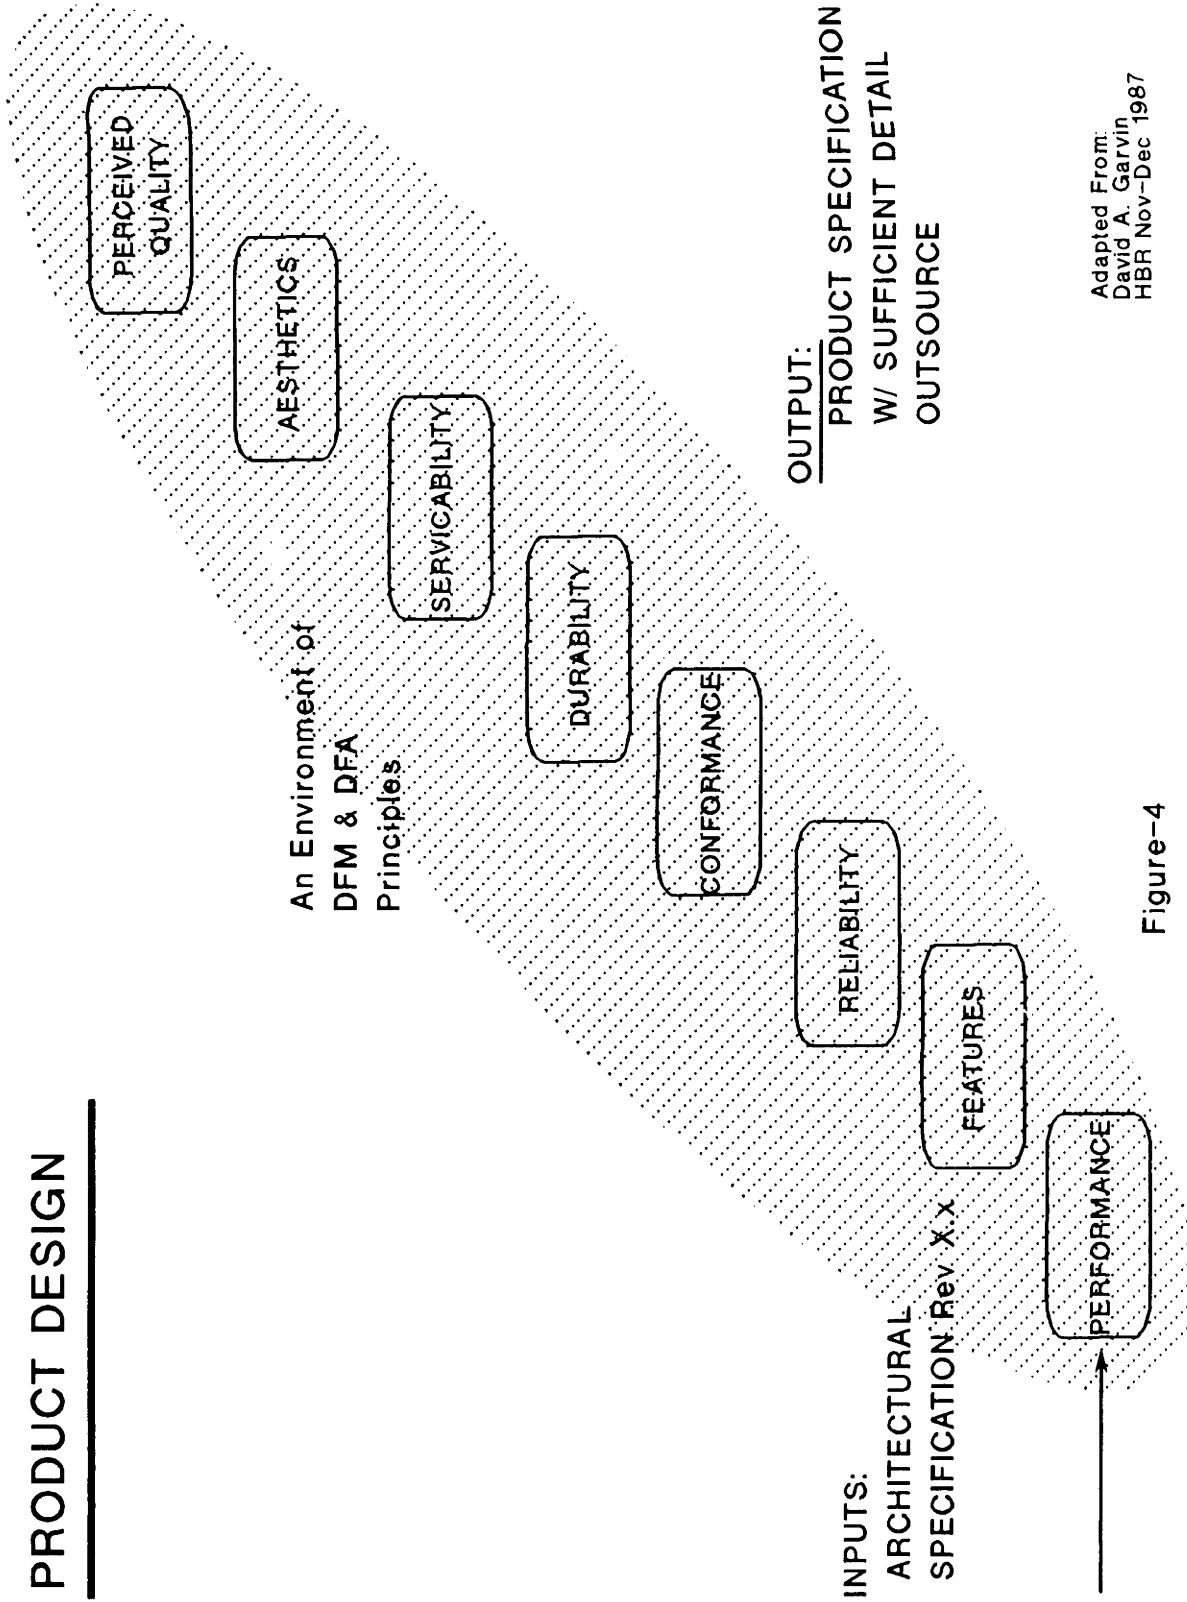 PRODUCT DESIGN
An Environment of
DFM & DFA
Principles
PERCEIVED
QUALITY
AESTHETICS
SERVICABILITY
DURABILITY
CONFORMANCE
RELIABILITY
FEATURES
PERFORMANCE
INPUTS:
ARCHITECTURAL
SPECIFICATION Rev X.x
OUTPUT:
PRODUCT SPECIFICATION
W/ SUFFICIENT DETAIL
OUTSOURCE
Adapted From:
David A. Garvin
HBR Nov-Dec 1987
Figure-4